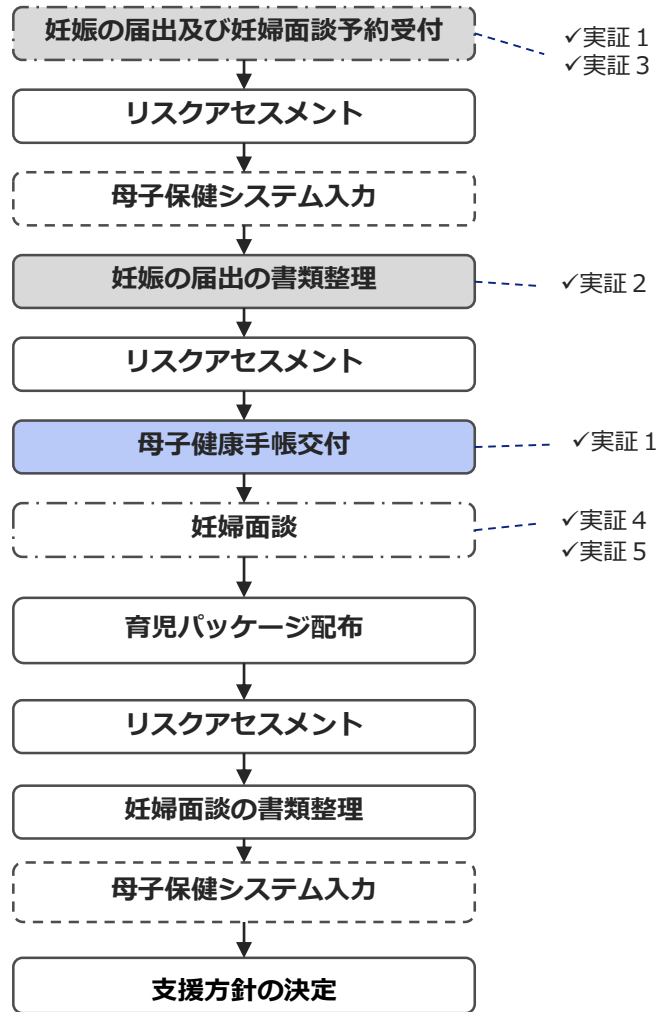 妊娠の届出及び妊婦面談予約受付
✓実証１
✓実証３
リスクアセスメント
母子保健システム入力
妊娠の届出の書類整理
✓実証２
リスクアセスメント
母子健康手帳交付
✓実証１
妊婦面談
✓実証４
✓実証５
育児パッケージ配布
リスクアセスメント
妊婦面談の書類整理
母子保健システム入力
支援方針の決定